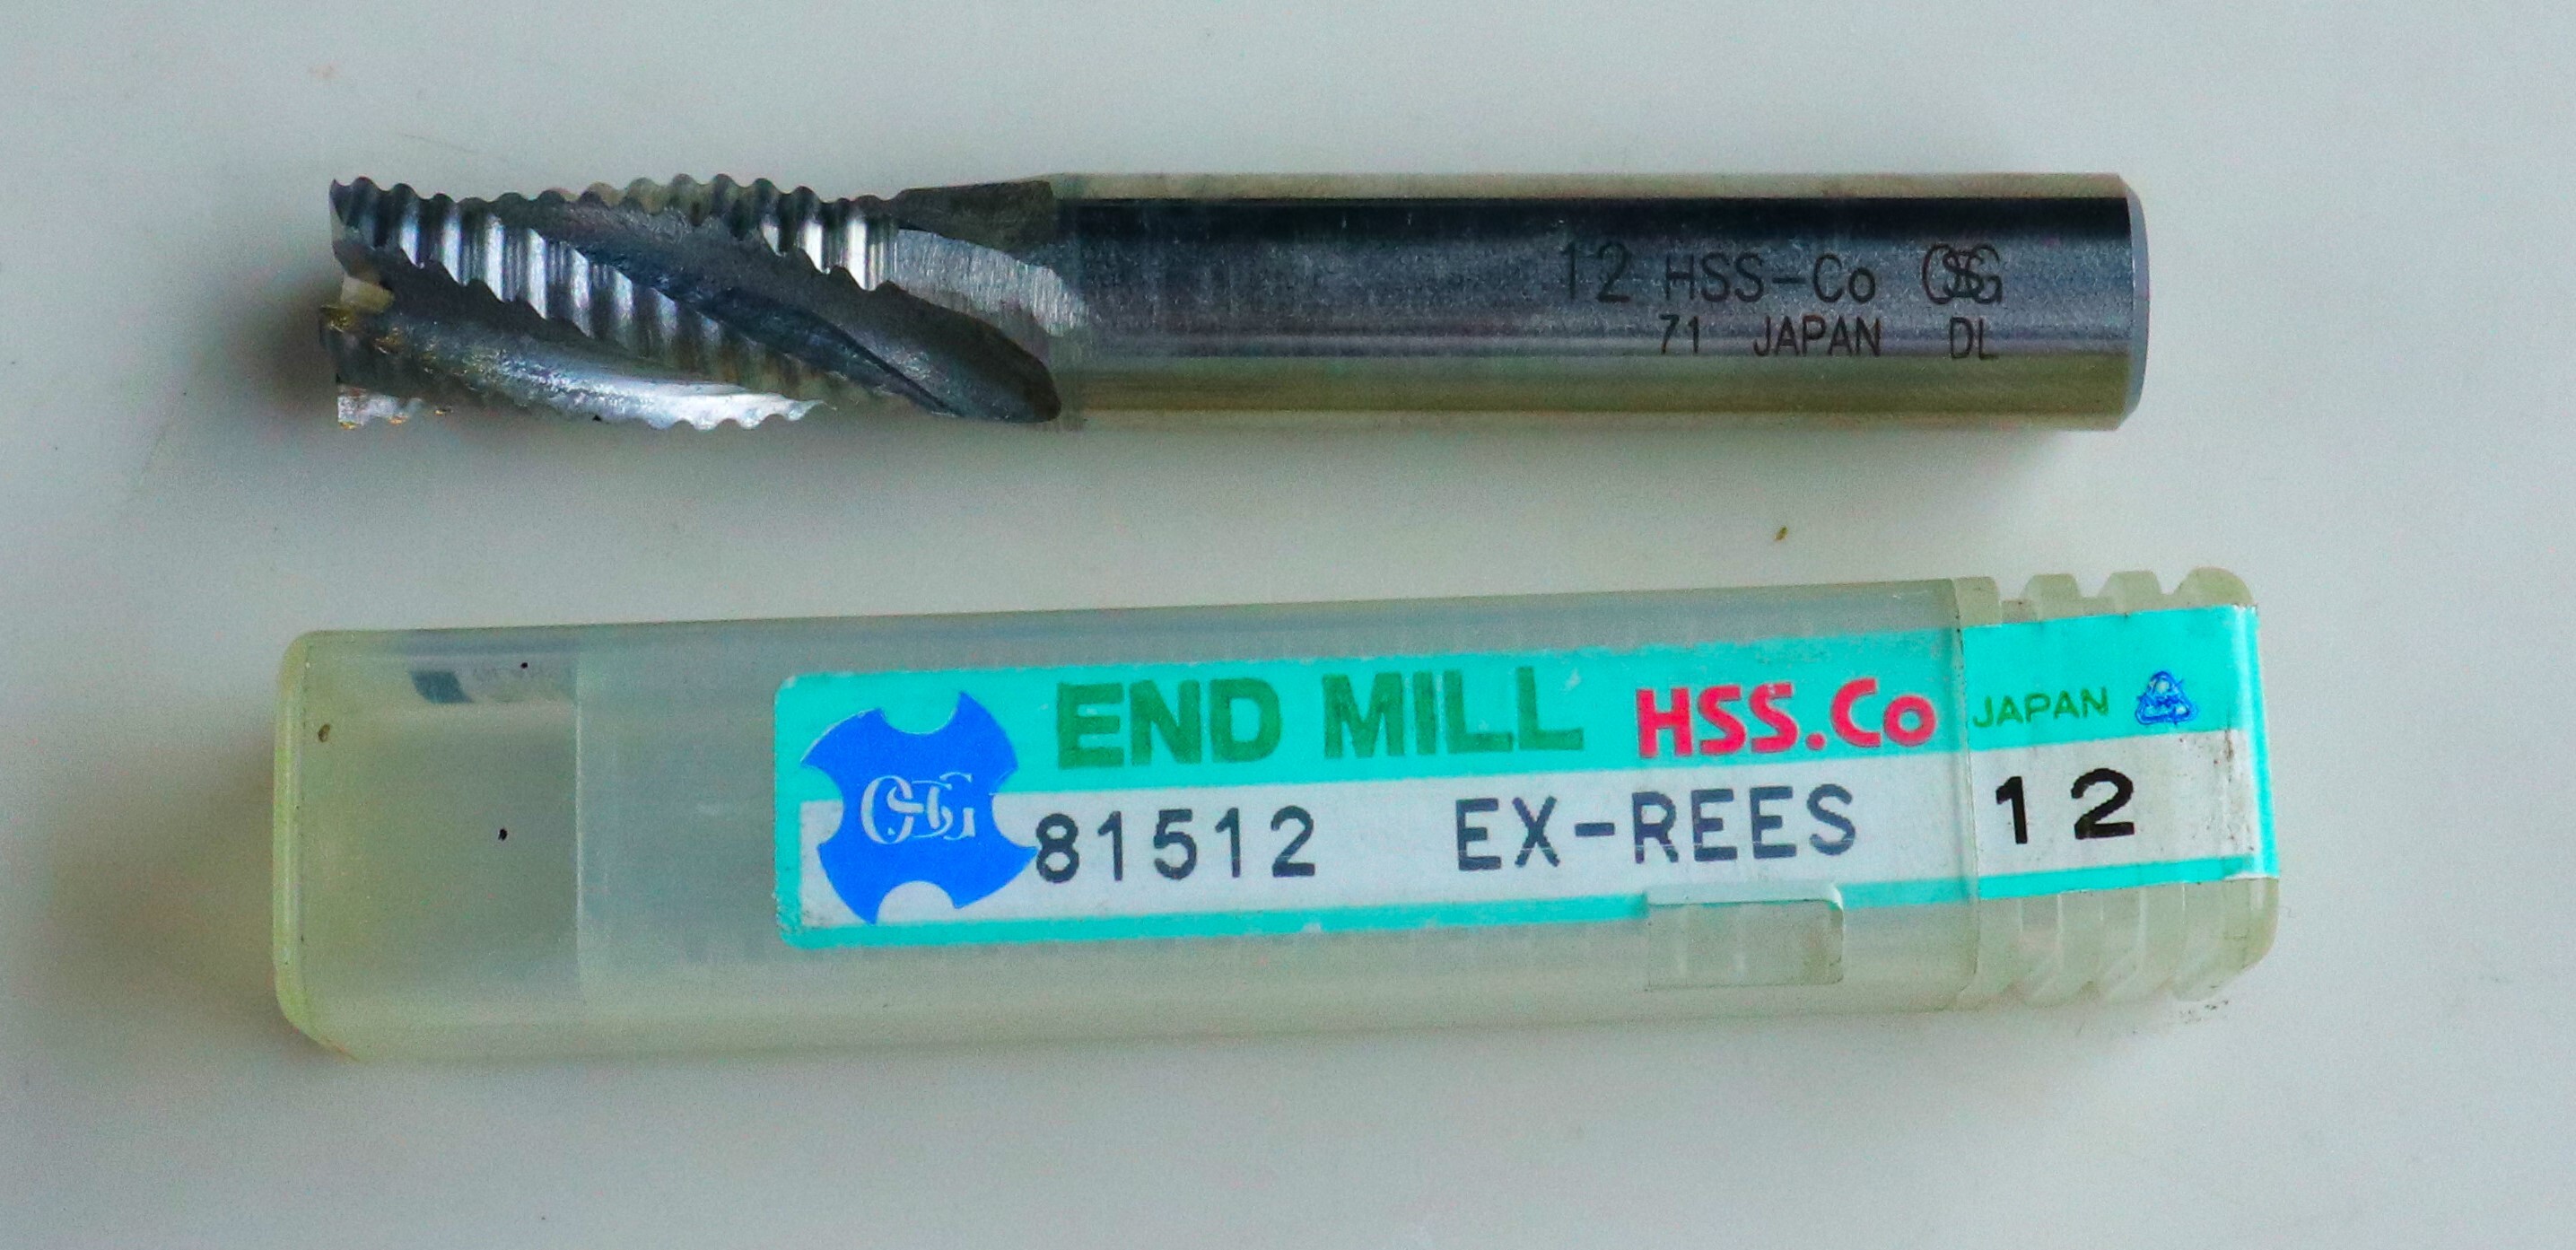 12 HSS-Co OSG
71 JAPAN DL
END MILL HSS.Co JAPAN
OSG 81512 EX-REES 12